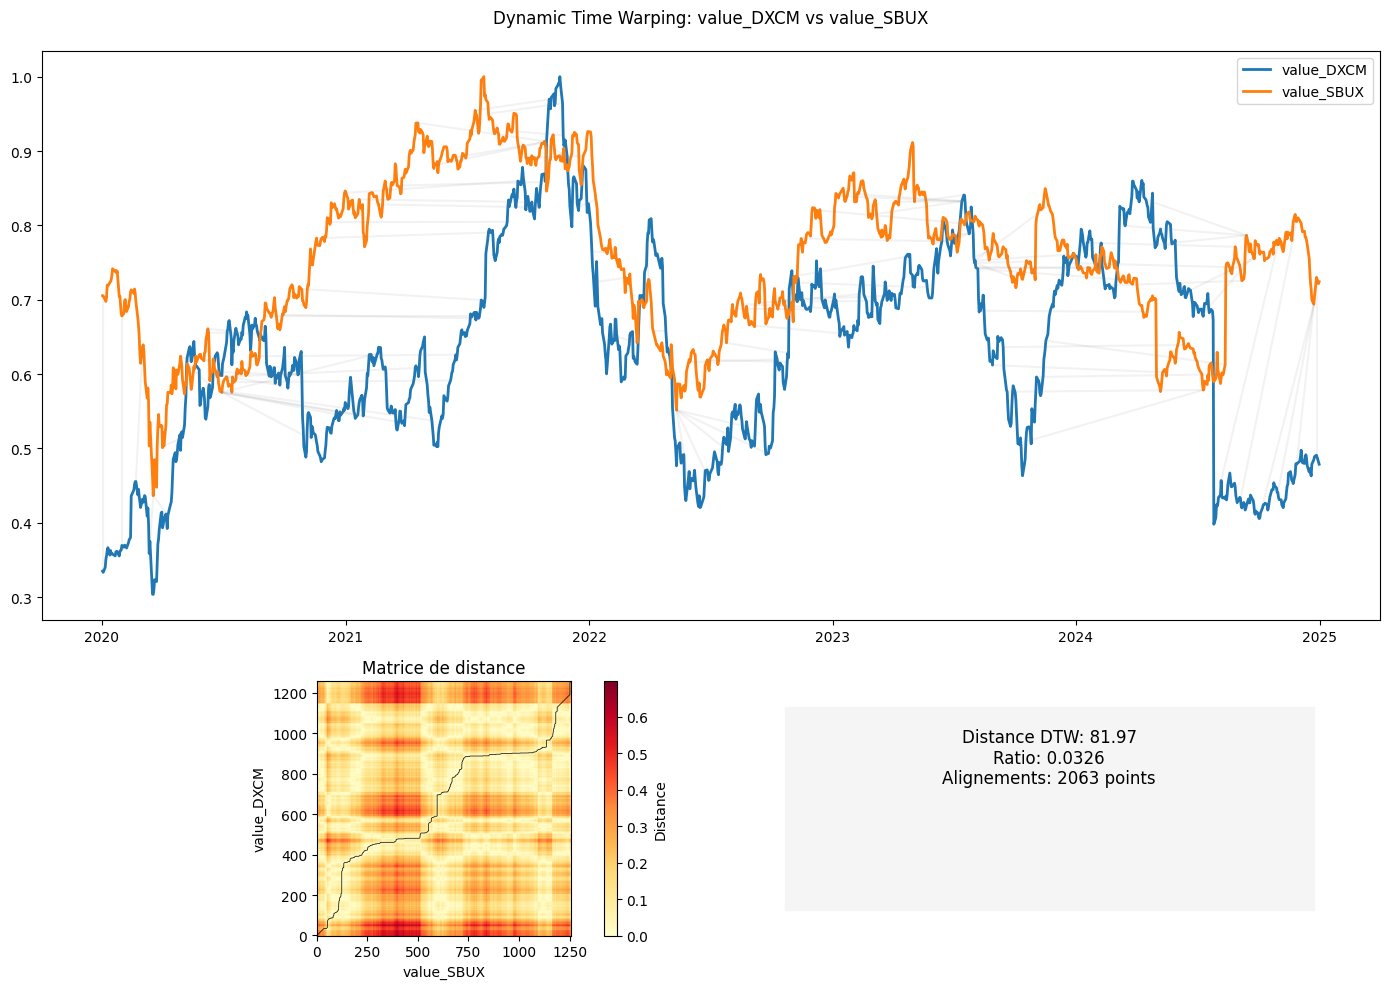 Dynamic Time Warping: value_DXCM vs value_SBUX
value_DXCM
value_SBUX
1.0
0.9
0.8
0.7
0.6
0.5
0.4
0.3
2020 2021 2022 2023 2024 2025
Matrice de distance
value_DXCM
1200
1000
800
600
400
200
0
0 250 500 750 1000 1250
value_SBUX
0.6
0.5
0.4
0.3
0.2
0.1
0.0
Distance
Distance DTW: 81.97
Ratio: 0.0326
Alignements: 2063 points